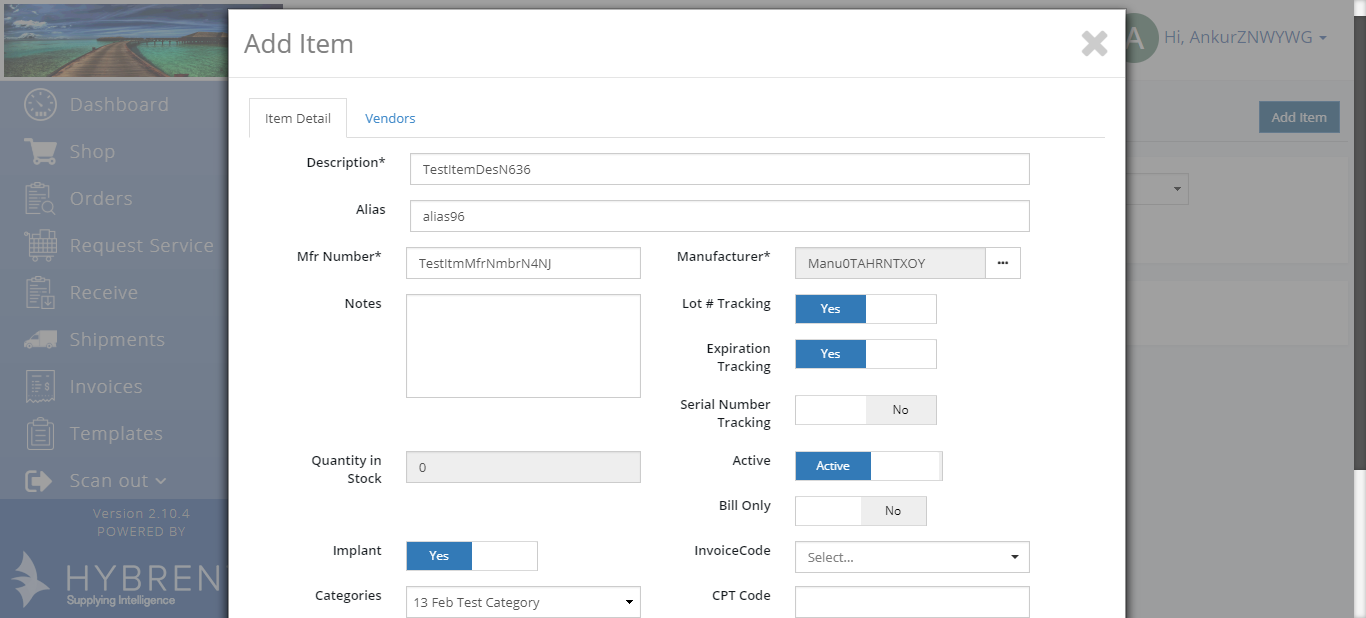 Add Item
A
Hi, AnkurZNWYWG
Dashboard
Shop
Orders
Request Service
Receive
Shipments
Invoices
Templates
Scan out
Version 2.10.4
POWERED BY
HYBREN
Supplying Intelligence
Add Item
Item Detail
Vendors
Description*
TestItemDesN636
Alias
alias96
Mfr Number*
TestItmMfrNmbrN4NJ
Manufacturer*
Manu0TAHRNTXOY
...
Notes
Lot # Tracking
Yes
Expiration
Tracking
Yes
Serial Number
Tracking
No
Quantity in
Stock
0
Active
Active
Bill Only
No
Implant
Yes
InvoiceCode
Select...
Categories
13 Feb Test Category
CPT Code